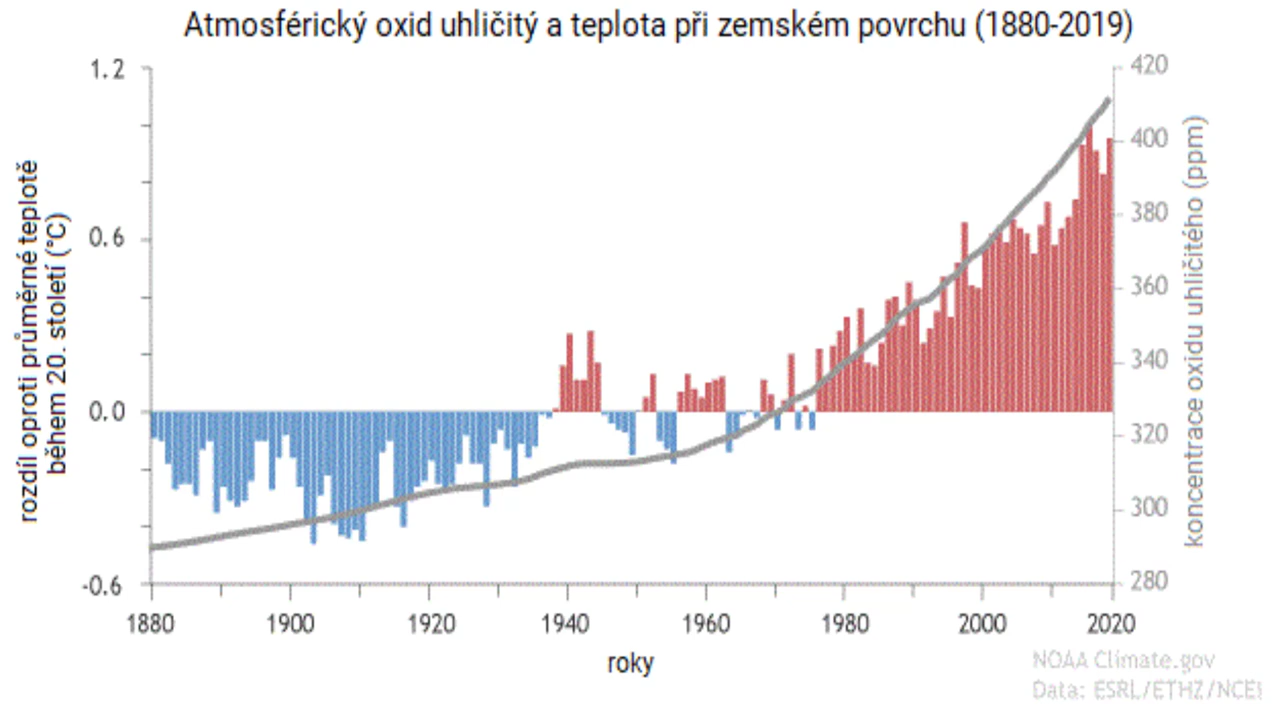 Atmosférický oxid uhličitý a teplota při zemském povrchu (1880-2019)
1.2
0.6
0.0
-0.6
rozdíl oproti průměrné teplotě
během 20. století (°C)
420
400
380
360
340
320
300
280
koncentrace oxidu uhličitého (ppm)
1880
1900
1920
1940
1960
1980
2000
2020
roky
NOAA Climate.gov
Data: ESRL/ETHZ/NCEI